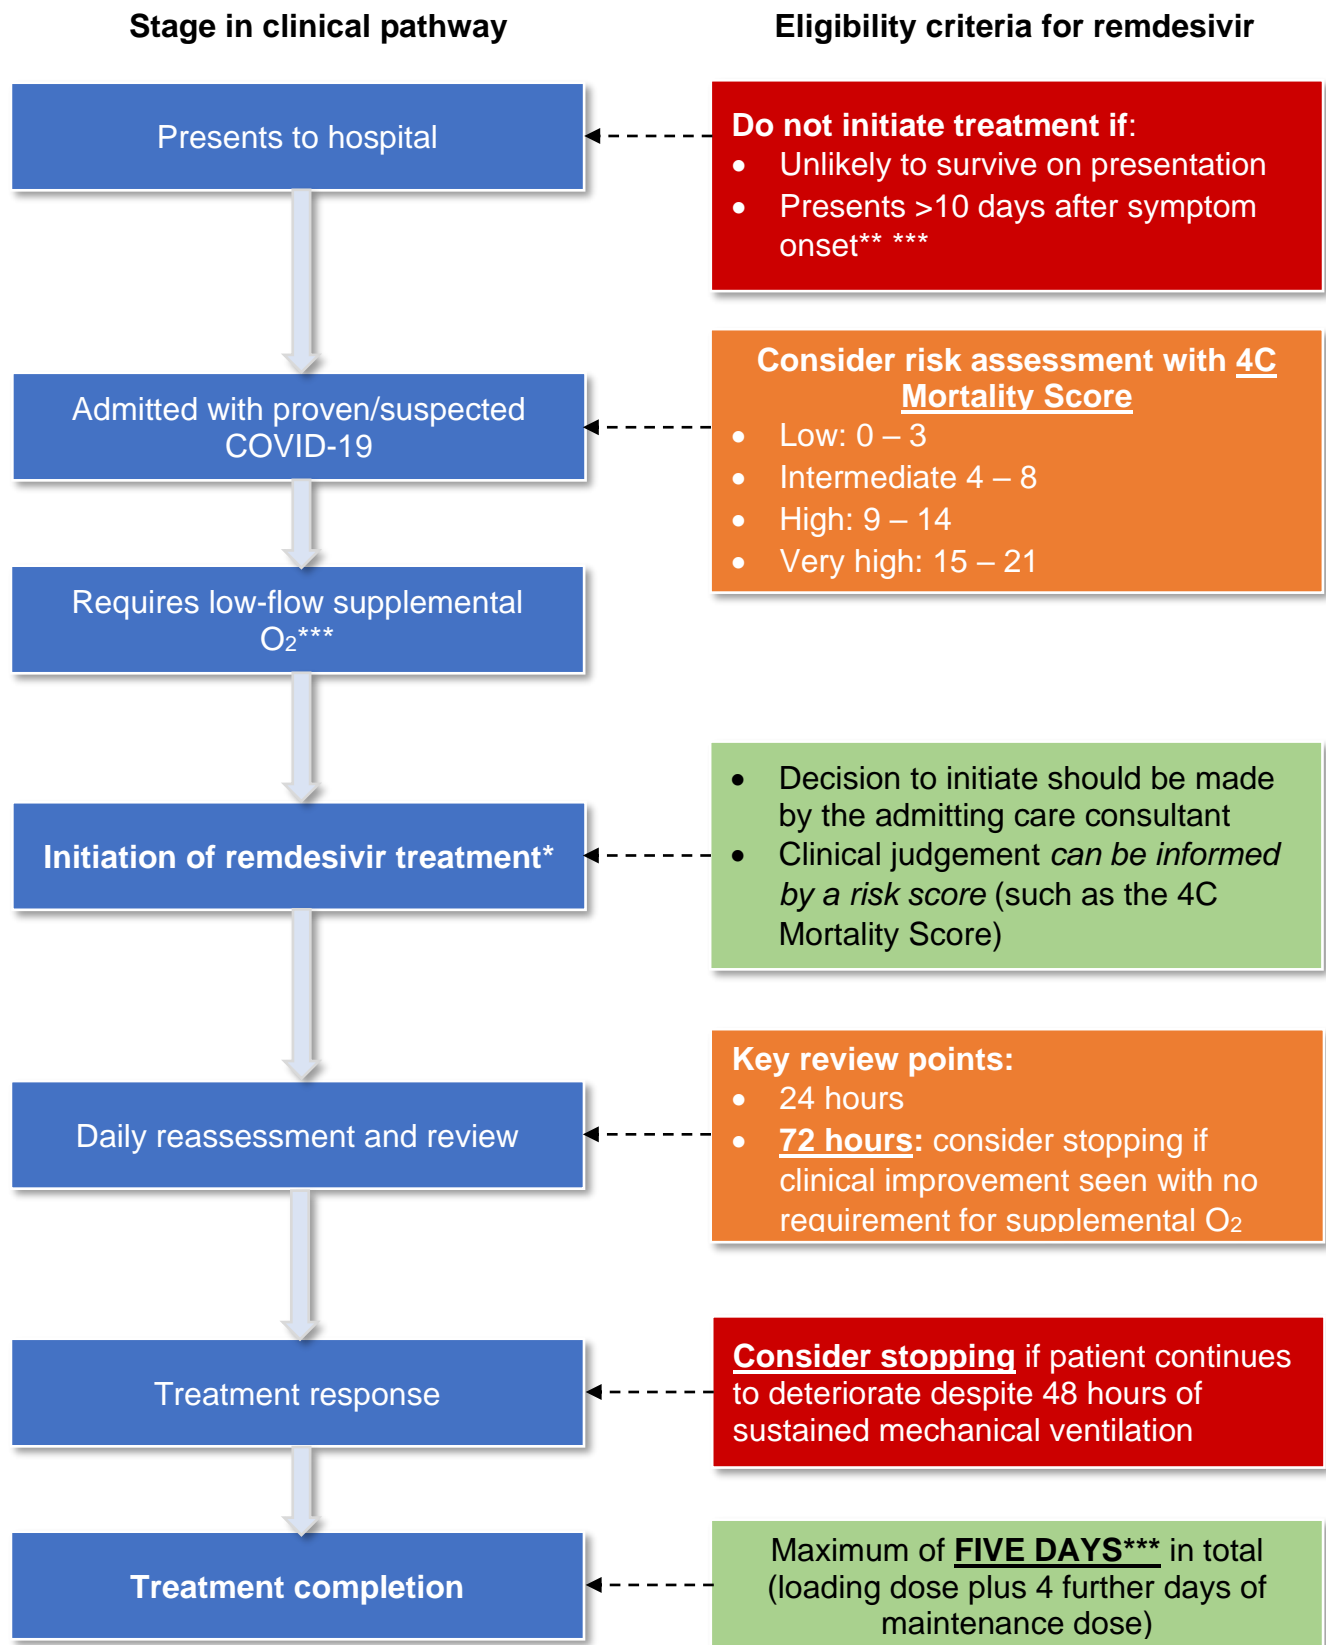 Stage in clinical pathway
Eligibility criteria for remdesivir
Presents to hospital
Do not initiate treatment if:
• Unlikely to survive on presentation
• Presents >10 days after symptom
onset** ***
Admitted with proven/suspected
COVID-19
Consider risk assessment with 4C
Mortality Score
• Low: 0 – 3
• Intermediate 4 – 8
• High: 9 – 14
• Very high: 15 – 21
Requires low-flow supplemental
O₂***
Initiation of remdesivir treatment*
• Decision to initiate should be made
by the admitting care consultant
• Clinical judgement can be informed
by a risk score (such as the 4C
Mortality Score)
Daily reassessment and review
Key review points:
• 24 hours
• 72 hours: consider stopping if
clinical improvement seen with no
requirement for supplemental O₂
Treatment response
Consider stopping if patient continues
to deteriorate despite 48 hours of
sustained mechanical ventilation
Treatment completion
Maximum of FIVE DAYS*** in total
(loading dose plus 4 further days of
maintenance dose)